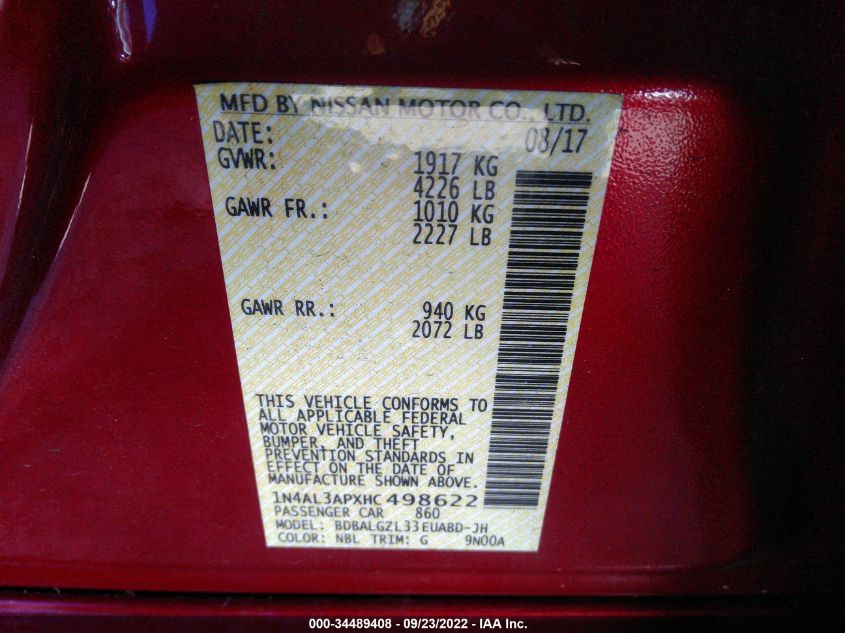 MFD BY NISSAN MOTOR CO., LTD.
DATE: 08/17
GVWR: 1917 KG
4226 LB
GAWR FR.: 1010 KG
2227 LB
GAWR RR.: 940 KG
2072 LB
THIS VEHICLE CONFORMS TO
ALL APPLICABLE FEDERAL
MOTOR VEHICLE SAFETY,
BUMPER, AND THEFT
PREVENTION STANDARDS IN
EFFECT ON THE DATE OF
MANUFACTURE SHOWN ABOVE.
1N4AL3APXHC498622
PASSENGER CAR 860
MODEL: BDBALGZL33EUABD-JH
COLOR: NBL TRIM: G 9N00A
000-34489408 - 09/23/2022 - IAA Inc.